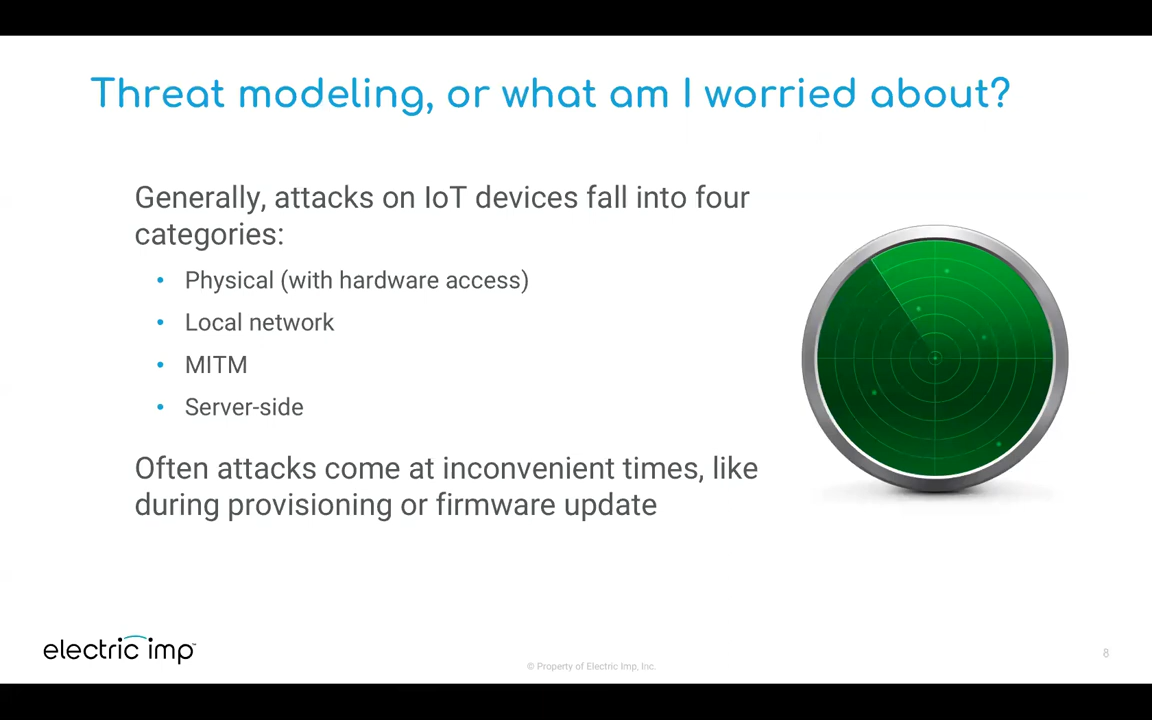 Threat modeling, or what am I worried about?
Generally, attacks on IoT devices fall into four
categories:
• Physical (with hardware access)
• Local network
• MITM
• Server-side
Often attacks come at inconvenient times, like
during provisioning or firmware update
electric imp™
© Property of Electric Imp, Inc.
8